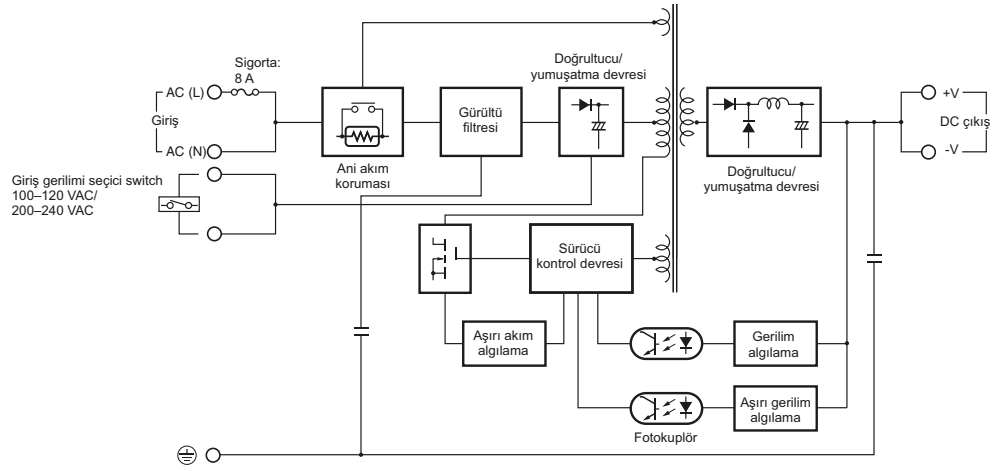 Sigorta:
8 A
AC (L)
Giriş
AC (N)
Giriş gerilimi seçici switch
100–120 VAC/
200–240 VAC
Ani akım
koruması
Gürültü
filtresi
Doğrultucu/
yumuşatma devresi
Doğrultucu/
yumuşatma devresi
+V
DC çıkış
-V
Sürücü
kontrol devresi
Aşırı akım
algılama
Gerilim
algılama
Aşırı gerilim
algılama
Fotokuplör